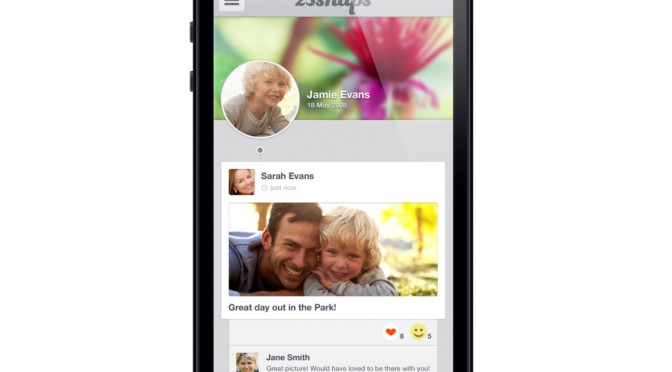 23snaps
Jamie Evans
18 May 2008
Sarah Evans
just now
Great day out in the Park!
8 5
Jane Smith
Great picture! Would have loved to be there with you!